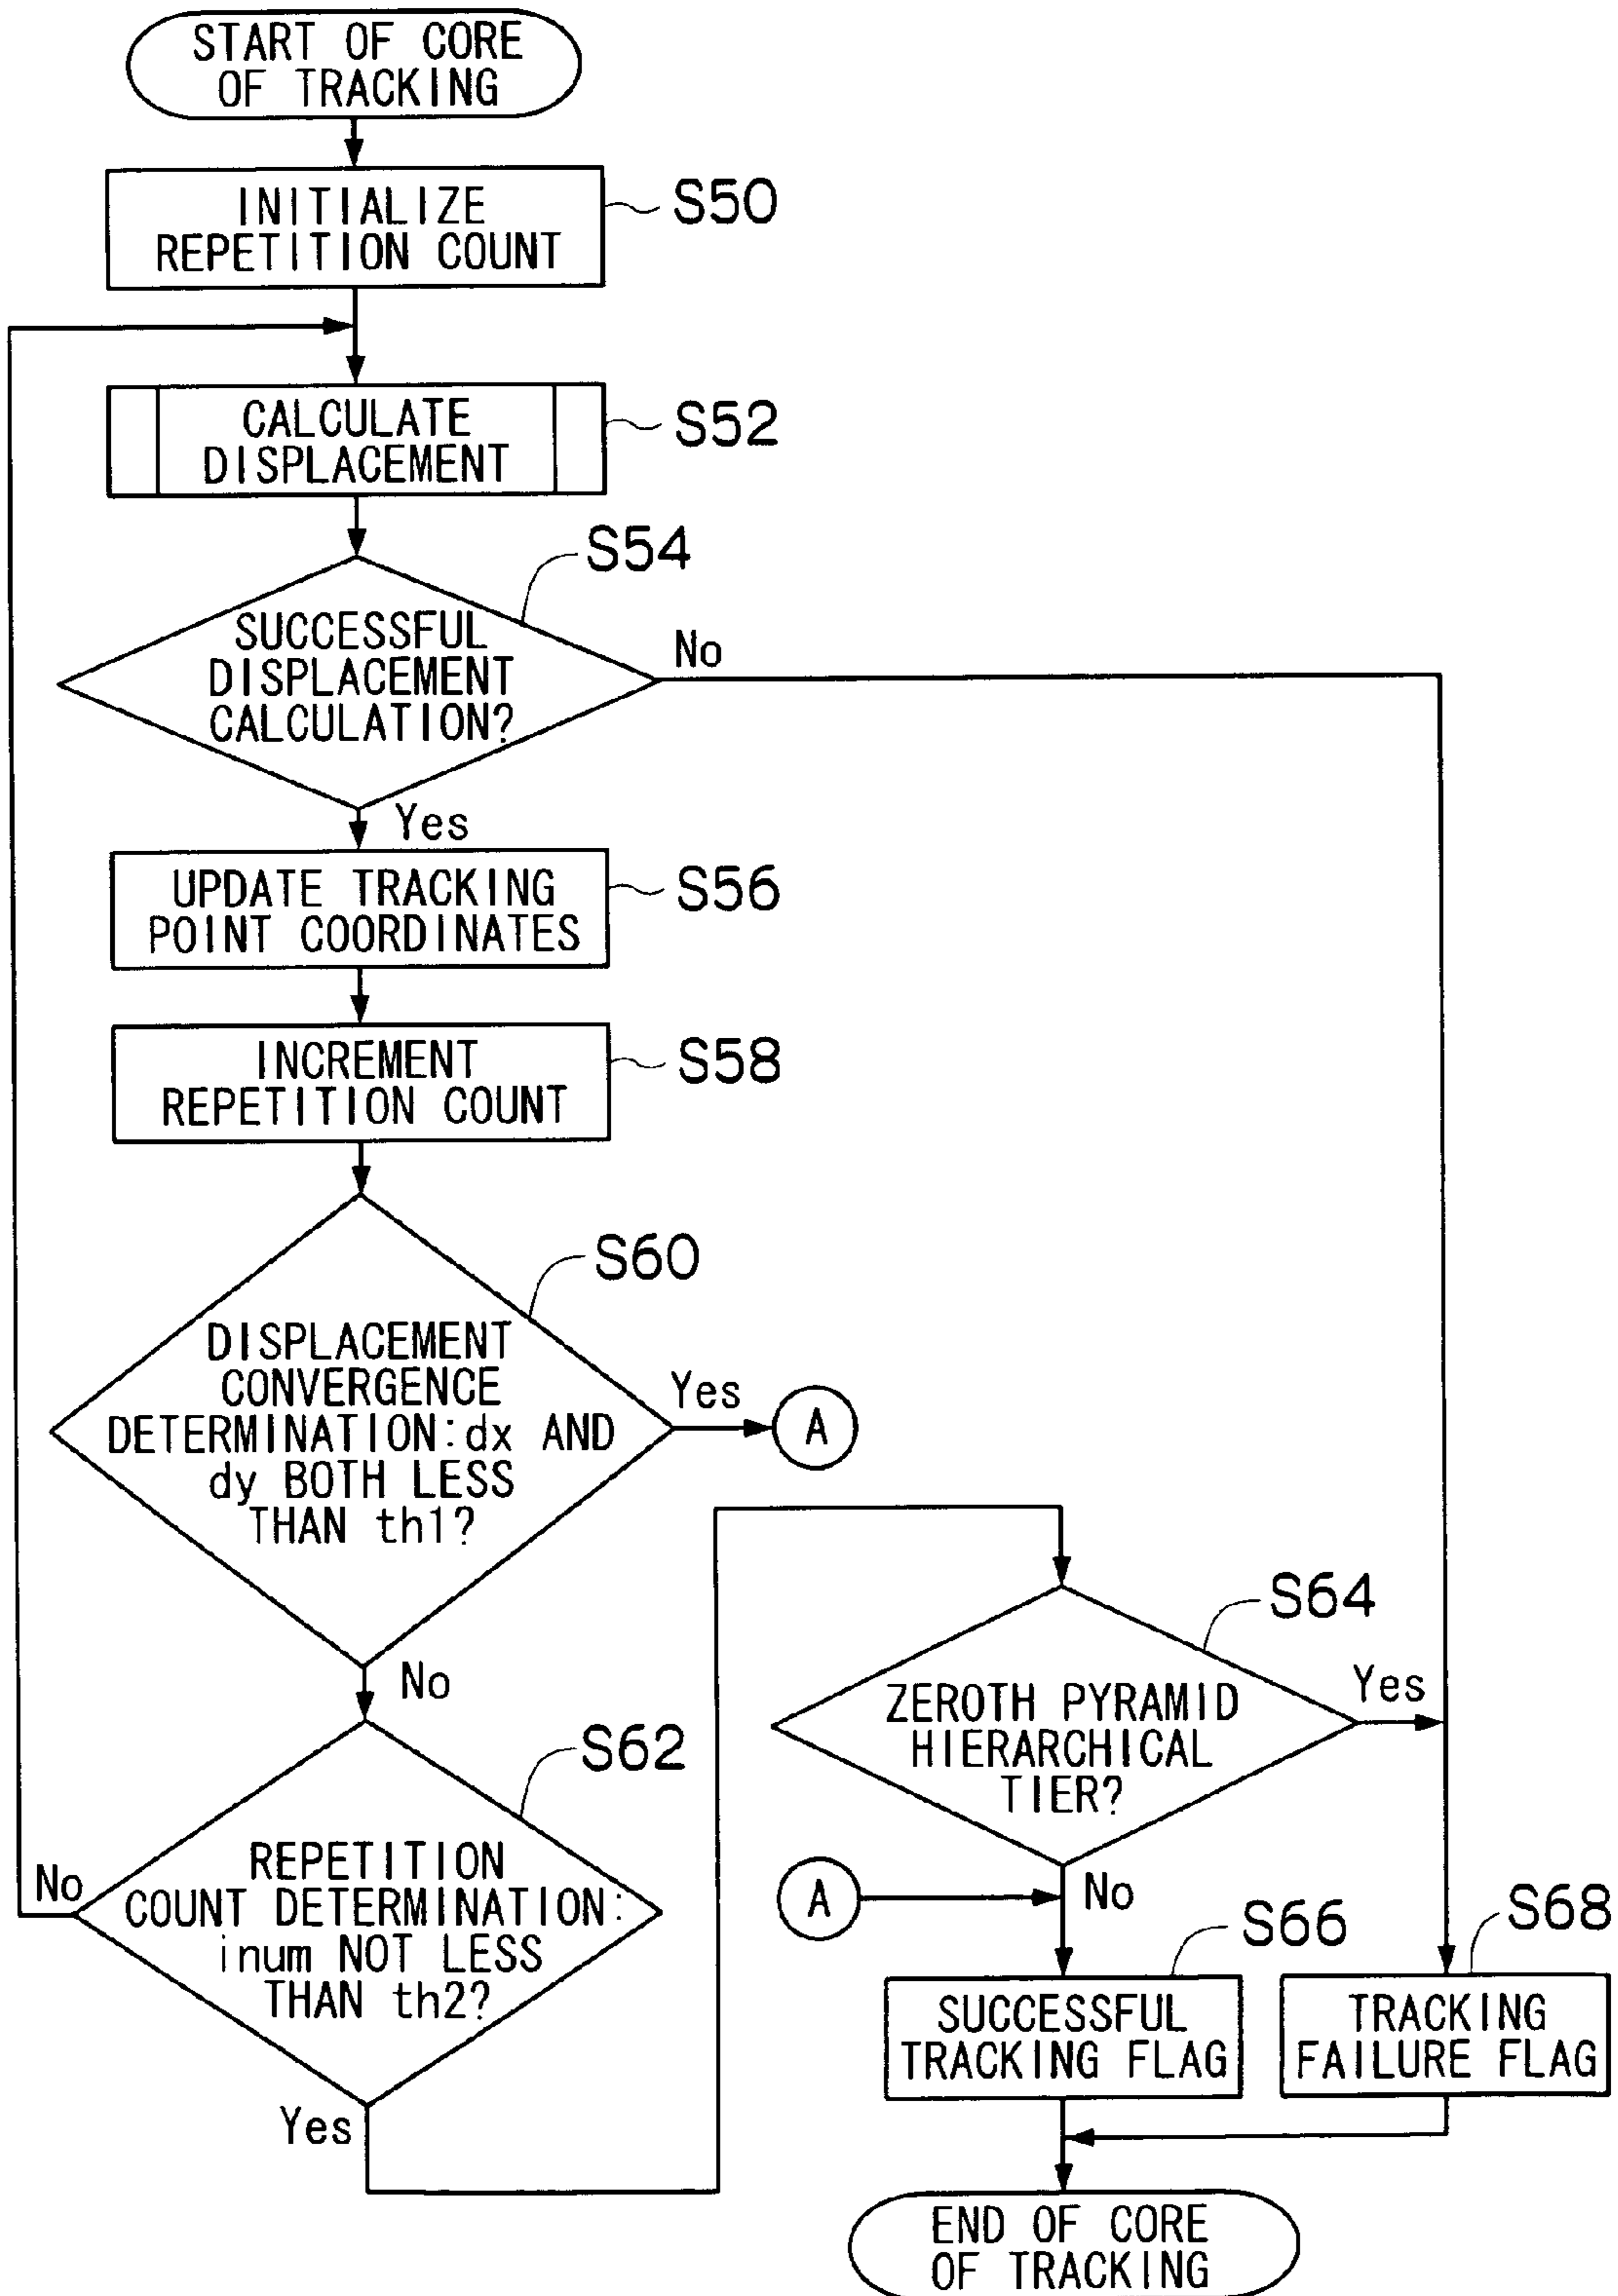 START OF CORE
OF TRACKING
INITIALIZE
REPETITION COUNT
S50
CALCULATE
DISPLACEMENT
S52
S54
SUCCESSFUL
DISPLACEMENT
CALCULATION?
No
Yes
UPDATE TRACKING
POINT COORDINATES
S56
INCREMENT
REPETITION COUNT
S58
S60
DISPLACEMENT
CONVERGENCE
DETERMINATION:dx AND
dy BOTH LESS
THAN th1?
Yes
A
No
S62
REPETITION
COUNT DETERMINATION:
inum NOT LESS
THAN th2?
No
Yes
S64
ZEROTH PYRAMID
HIERARCHICAL
TIER?
Yes
No
A
S66
SUCCESSFUL
TRACKING FLAG
S68
TRACKING
FAILURE FLAG
END OF CORE
OF TRACKING